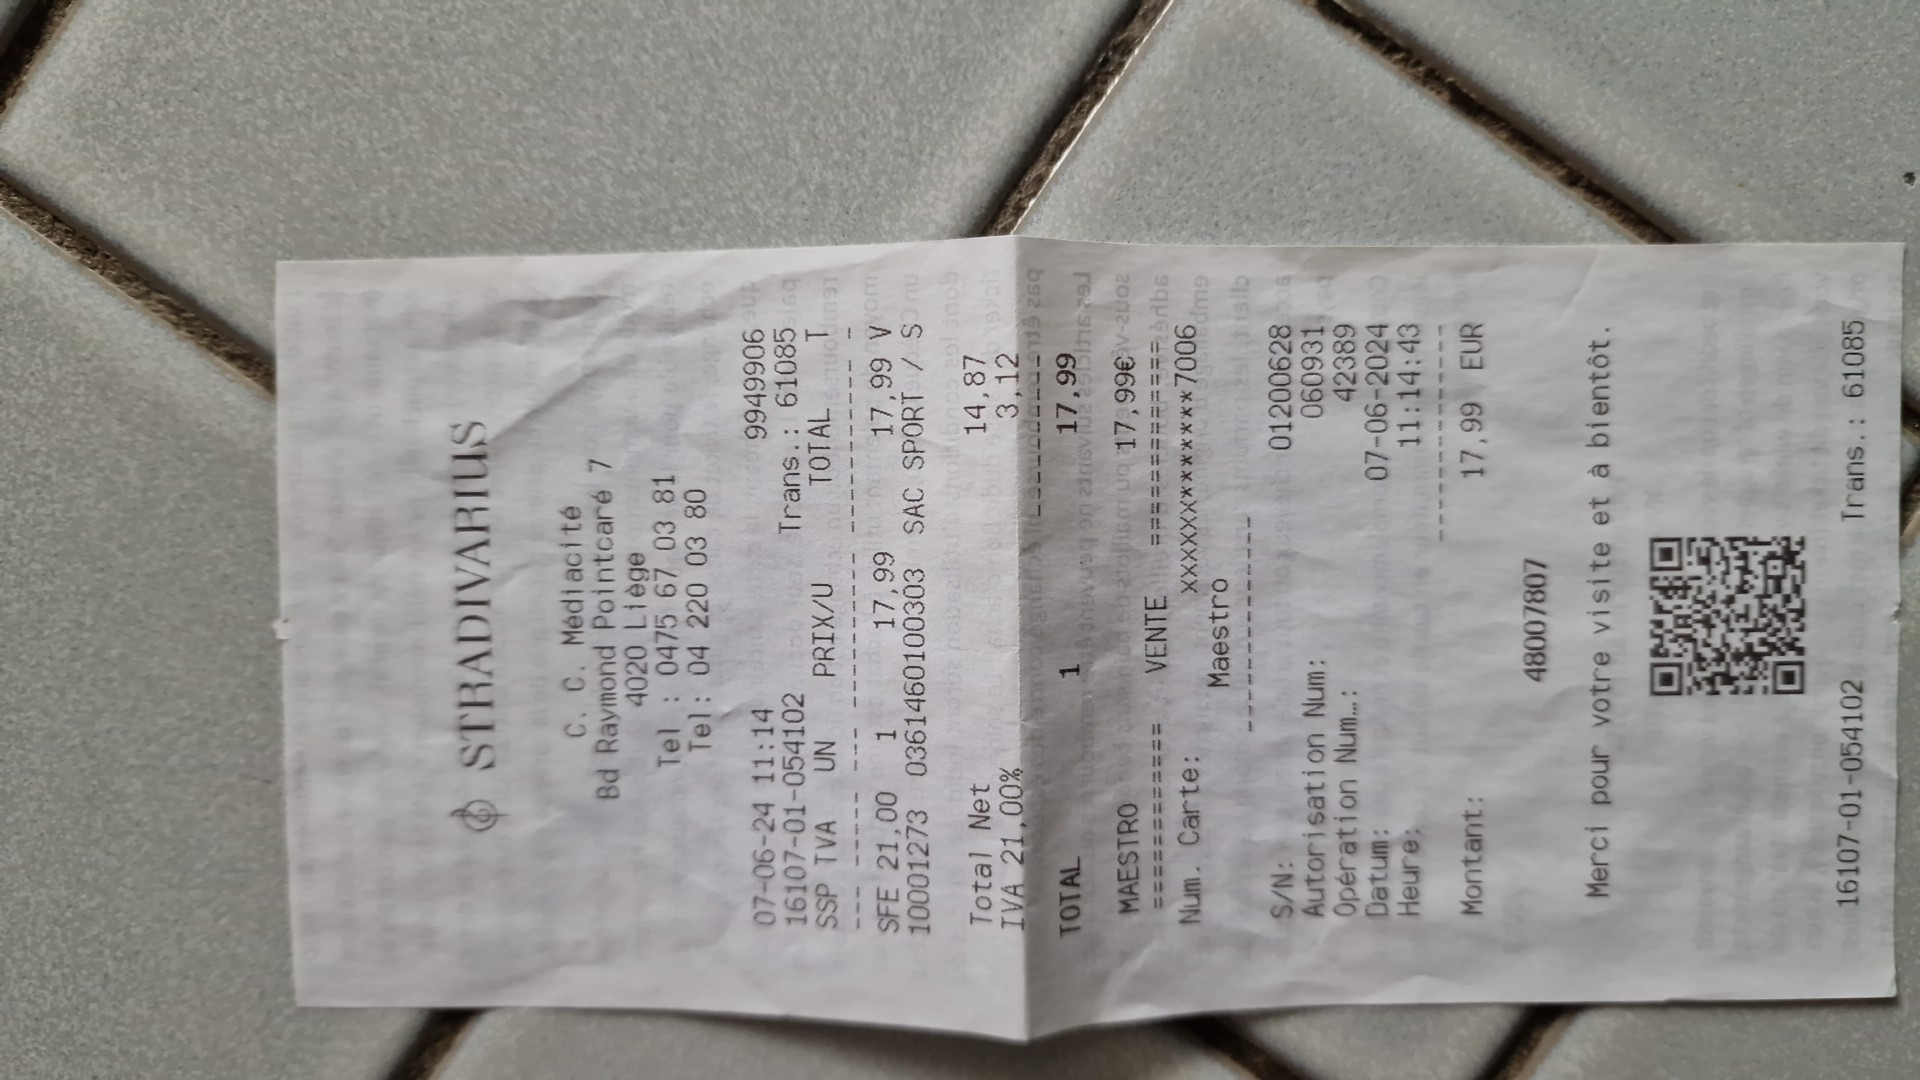 STRADIVARIUS
C. C. Médiacité
Bd Raymond Pointcaré 7
4020 Liège
Tel : 0475 67 03 81
Tel: 04 220 03 80
07-06-24 11:14 9949906
16107-01-054102 Trans.: 61085
SSP TVA UN PRIX/U TOTAL T
--- ----- --- ---------------- ----------- -
SFE 21,00 1 17,99 17,99 V
10001273 0361460100303 SAC SPORT / S
Total Net 14,87
IVA 21,00% 3,12
-----------
TOTAL 1 17,99
MAESTRO 17,99€
============== VENTE ==============
Num. Carte: xxxxxx*********7006
Maestro
----------------
S/N: 012006628
Autorisation Num: 060931
Opération Num…: 42389
Datum: 07-06-2024
Heure: 11:14:43
----------------
Montant: 17,99 EUR
48007807
Merci pour votre visite et à bientôt.
16107-01-054102 Trans.: 61085